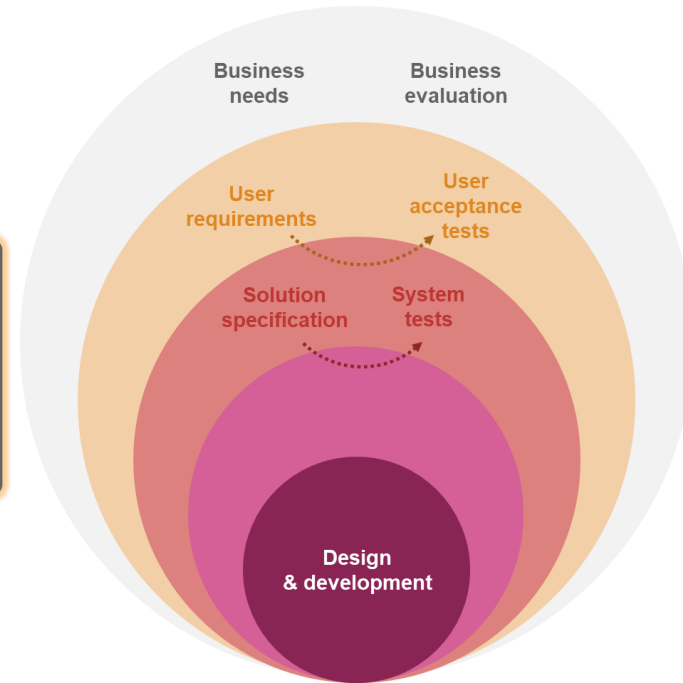 Business
needs
Business
evaluation
User
requirements
User
acceptance
tests
Solution
specification
System
tests
Design
& development